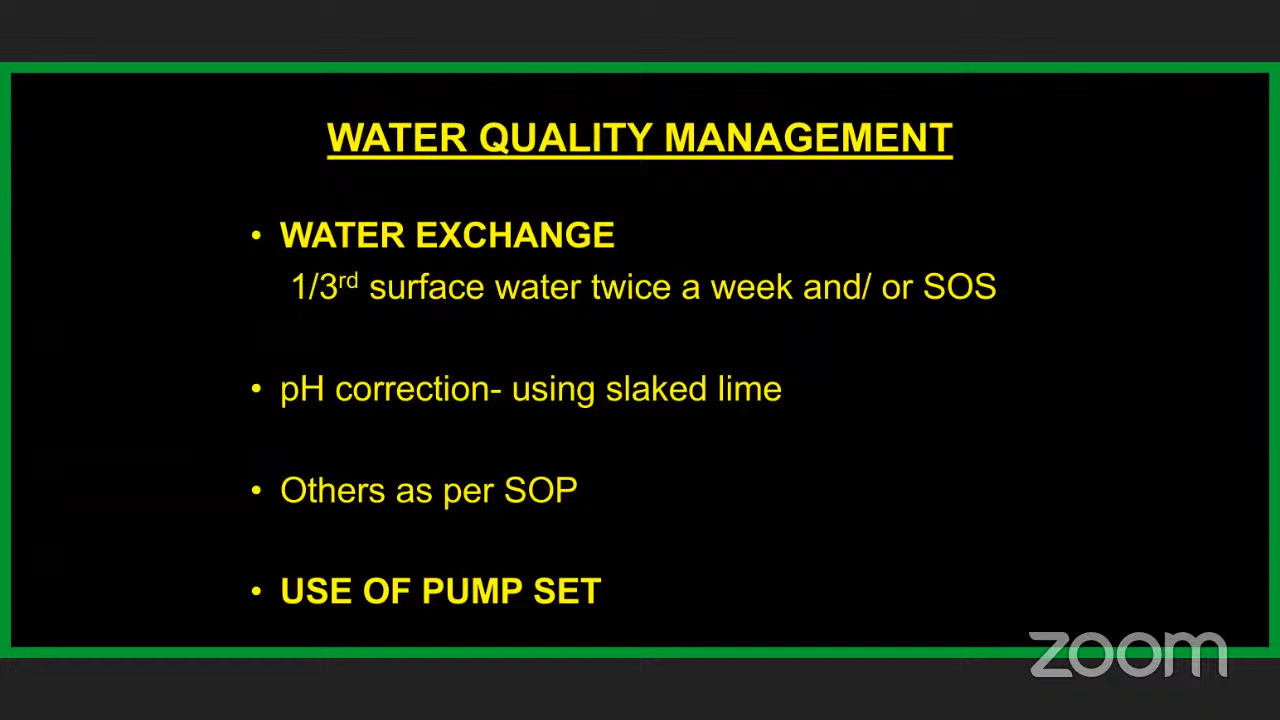 WATER QUALITY MANAGEMENT
• WATER EXCHANGE
1/3rd surface water twice a week and/ or SOS
• pH correction- using slaked lime
• Others as per SOP
• USE OF PUMP SET
zoom